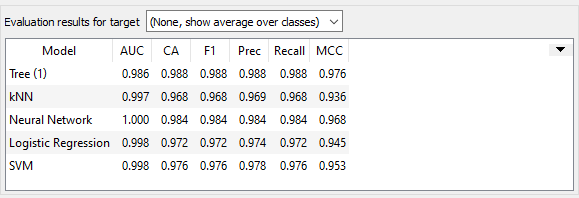 Evaluation results for target (None, show average over classes)
Model AUC CA F1 Prec Recall MCC
Tree (1) 0.986 0.988 0.988 0.988 0.988 0.976
kNN 0.997 0.968 0.968 0.969 0.968 0.936
Neural Network 1.000 0.984 0.984 0.984 0.984 0.968
Logistic Regression 0.998 0.972 0.972 0.974 0.972 0.945
SVM 0.998 0.976 0.976 0.978 0.976 0.953